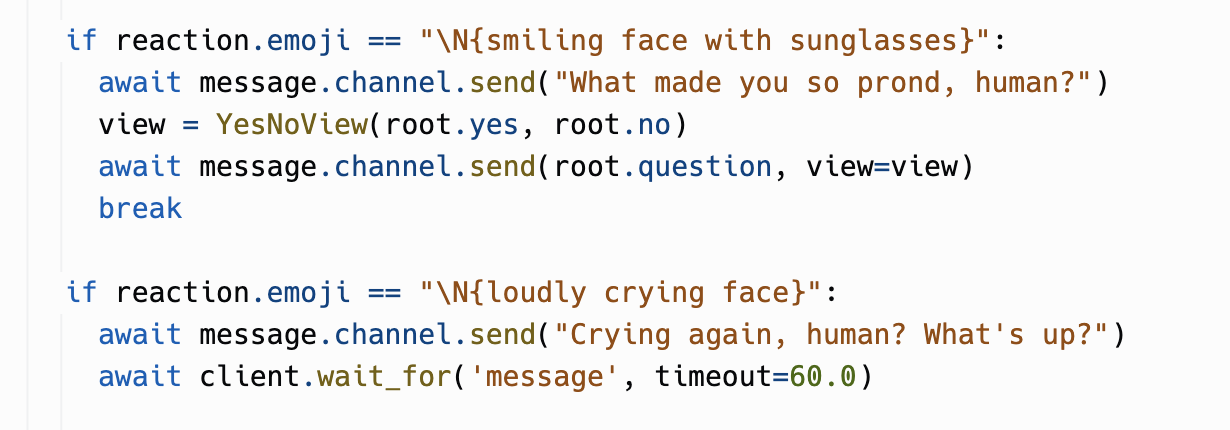 if reaction.emoji == "\N{smiling face with sunglasses}":
await message.channel.send("What made you so prond, human?")
view = YesNoView(root.yes, root.no)
await message.channel.send(root.question, view=view)
break
if reaction.emoji == "\N{loudly crying face}":
await message.channel.send("Crying again, human? What's up?")
await client.wait_for('message', timeout=60.0)